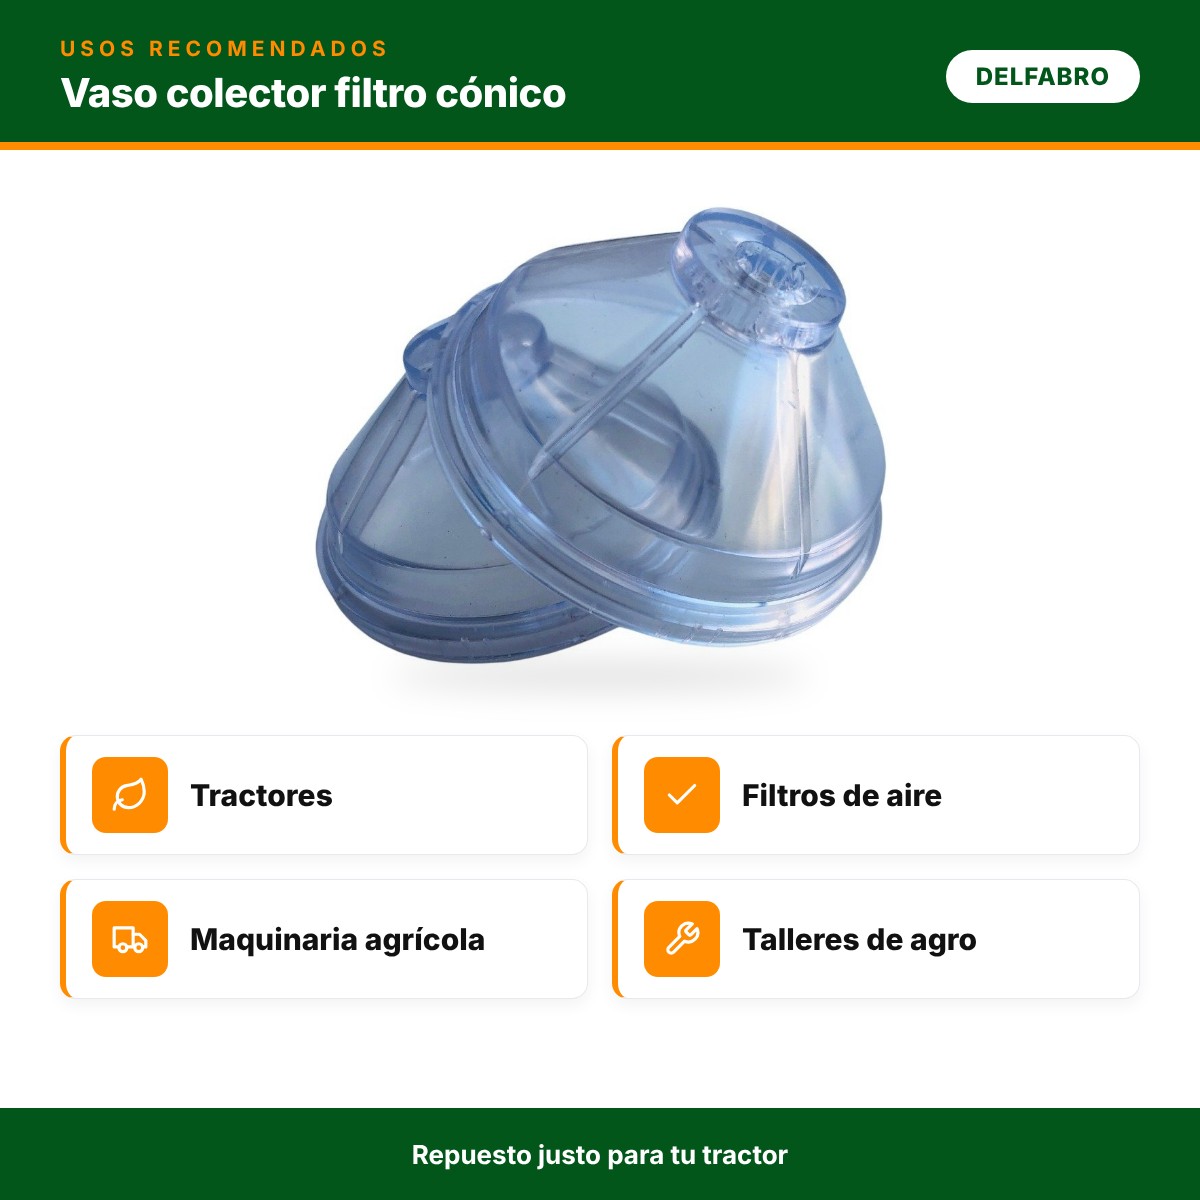 USOS RECOMENDADOS
Vaso colector filtro cónico
DELFABRO
Tractores
Filtros de aire
Maquinaria agrícola
Talleres de agro
Repuesto justo para tu tractor